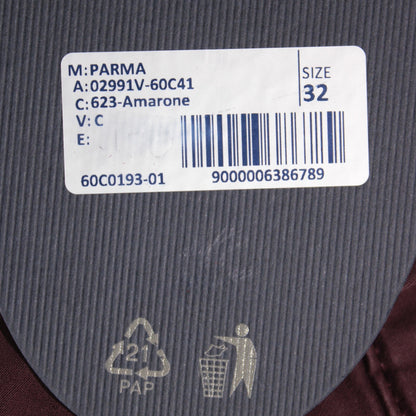 M:PARMA
A:02991V-60C41
C:623-Amarone
V:C
E:
SIZE
32
60C0193-01
9000006386789
21
PAP